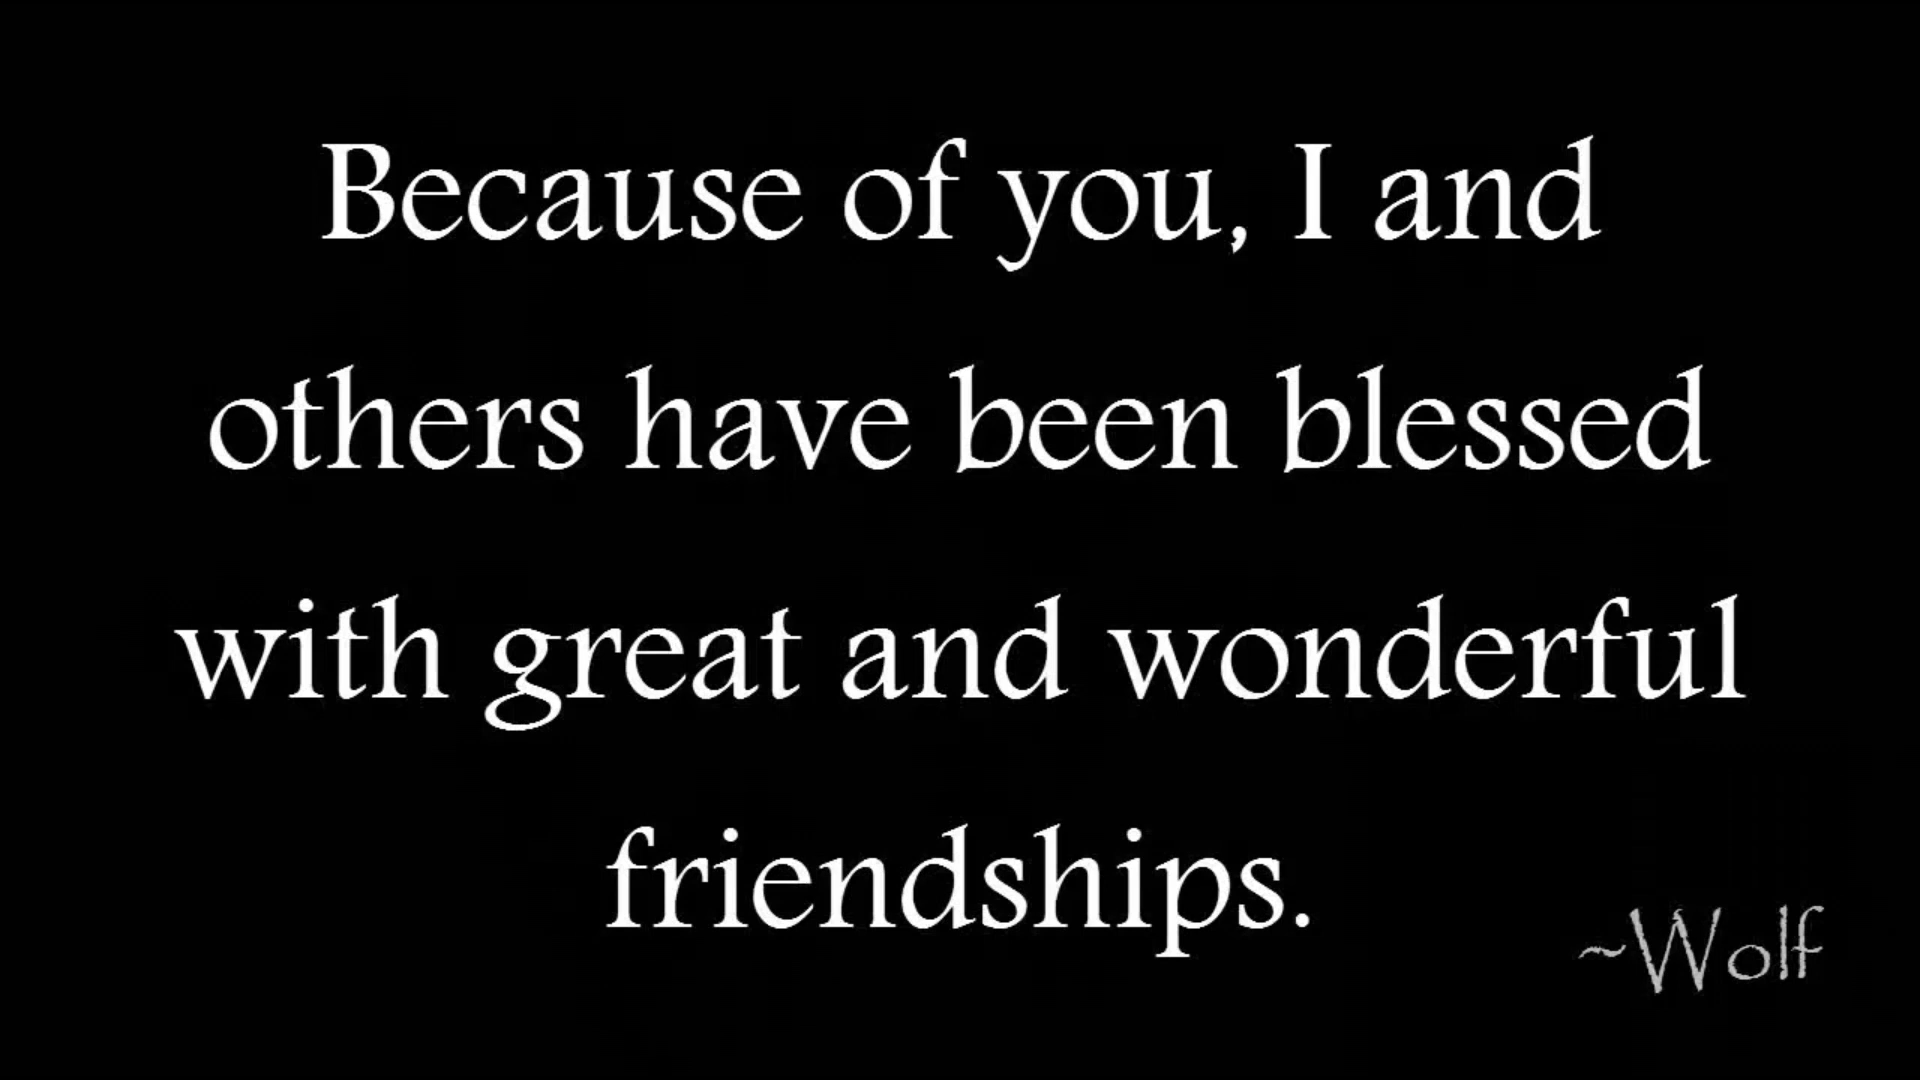 Because of you, I and
others have been blessed
with great and wonderful
friendships.
~Wolf